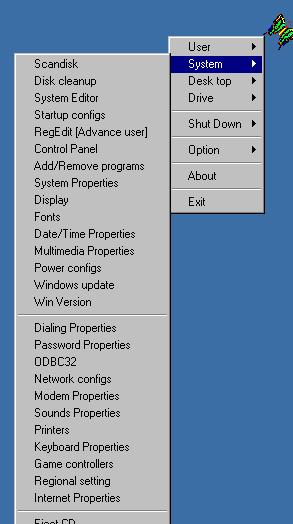 User
System
Desk top
Drive
Shut Down
Option
About
Exit
Scandisk
Disk cleanup
System Editor
Startup configs
RegEdit [Advance user]
Control Panel
Add/Remove programs
System Properties
Display
Fonts
Date/Time Properties
Multimedia Properties
Power configs
Windows update
Win Version
Dialing Properties
Password Properties
ODBC32
Network configs
Modem Properties
Sounds Properties
Printers
Keyboard Properties
Game controllers
Regional setting
Internet Properties
Eject CD